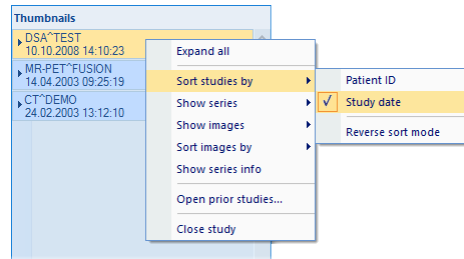 Thumbnails
DSA^TEST
10.10.2008 14:10:23
MR-PET^FUSION
14.04.2003 09:25:19
CT^DEMO
24.02.2003 13:12:10
Expand all
Sort studies by
Show series
Show images
Sort images by
Show series info
Open prior studies...
Close study
Patient ID
Study date
Reverse sort mode